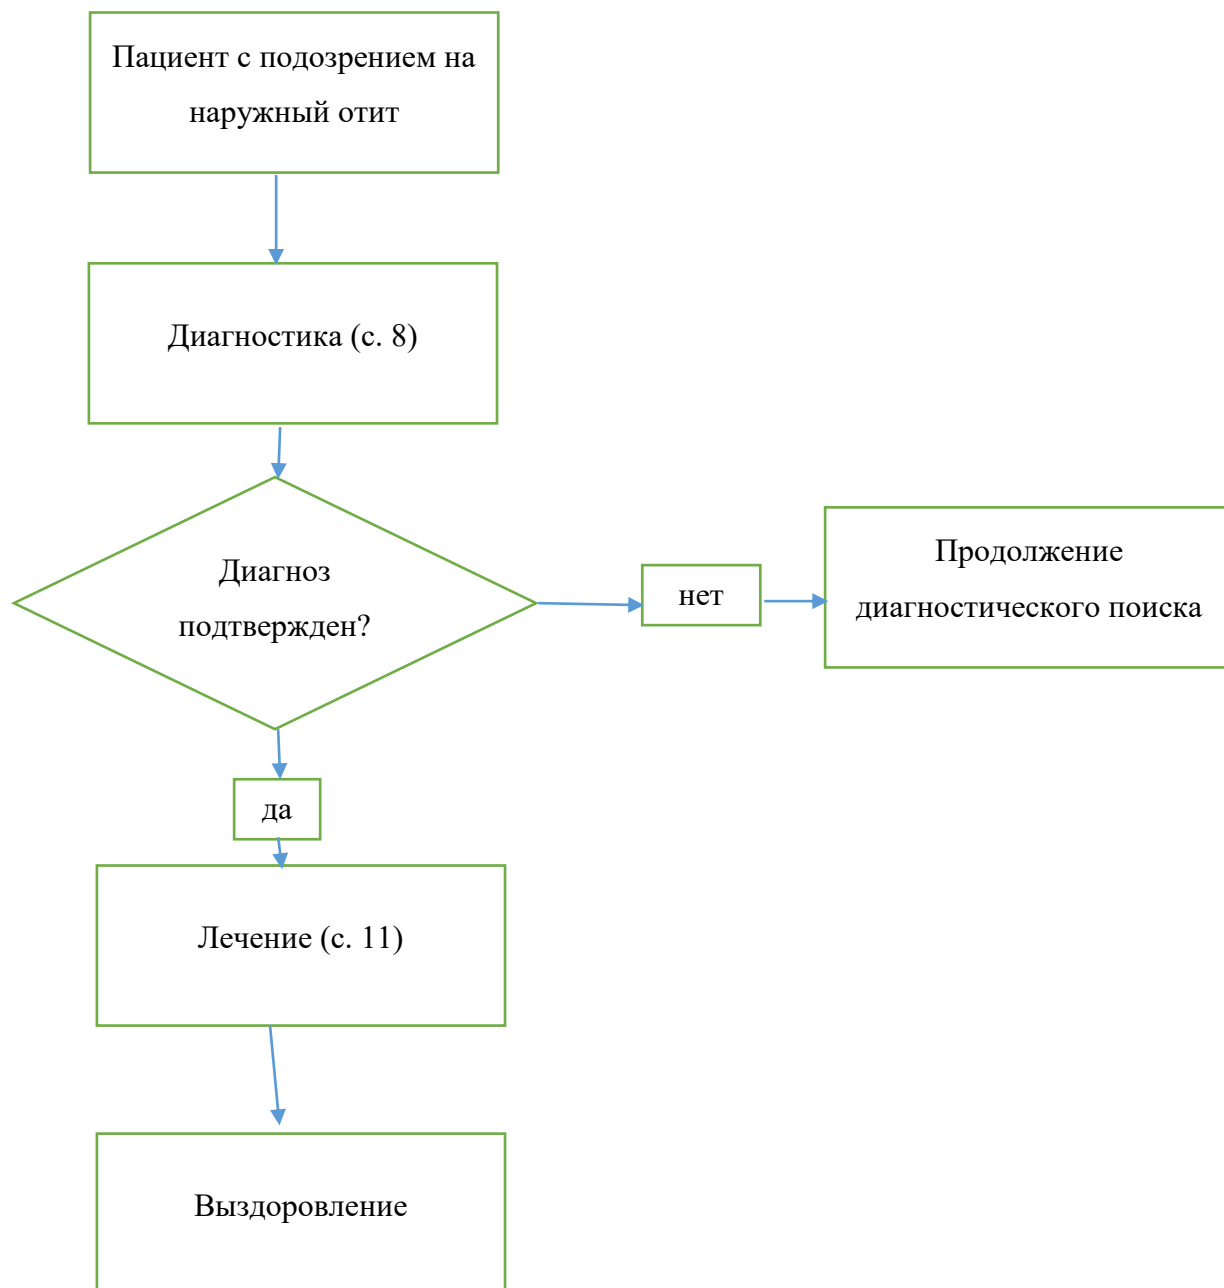 Пациент с подозрением на
наружный отит
Диагностика (с. 8)
Диагноз
подтвержден?
нет
Продолжение
диагностического поиска
да
Лечение (с. 11)
Выздоровление